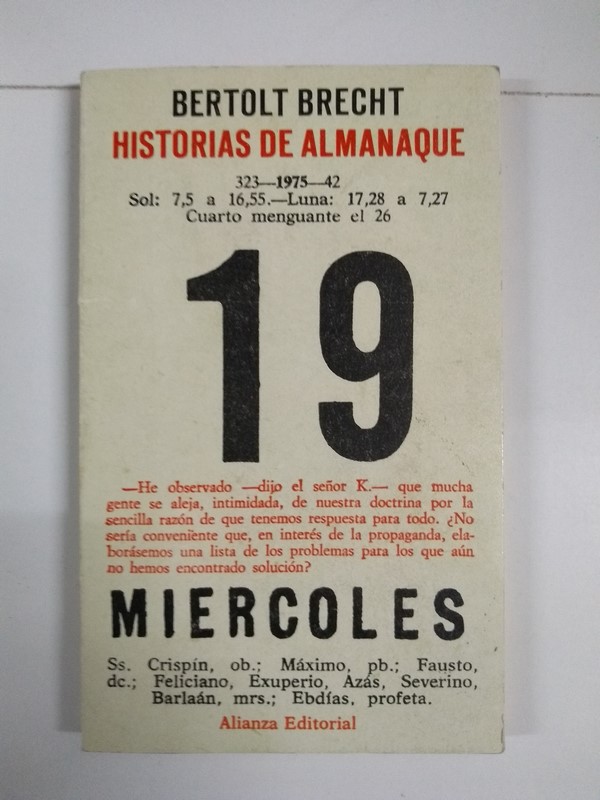 BERTOLT BRECHT
HISTORIAS DE ALMANAQUE
323—1975—42
Sol: 7,5 a 16,55.—Luna: 17,28 a 7,27
Cuarto menguante el 26
19
—He observado —dijo el señor K.— que mucha
gente se aleja, intimidada, de nuestra doctrina por la
sencilla razón de que tenemos respuesta para todo. ¿No
sería conveniente que, en interés de la propaganda, ela-
borásemos una lista de los problemas para los que aún
no hemos encontrado solución?
MIERCOLES
Ss. Crispín, ob.; Máximo, pb.; Fausto,
dc.; Feliciano, Exuperio, Azás, Severino,
Barlaán, mrs.; Ebdías, profeta.
Alianza Editorial